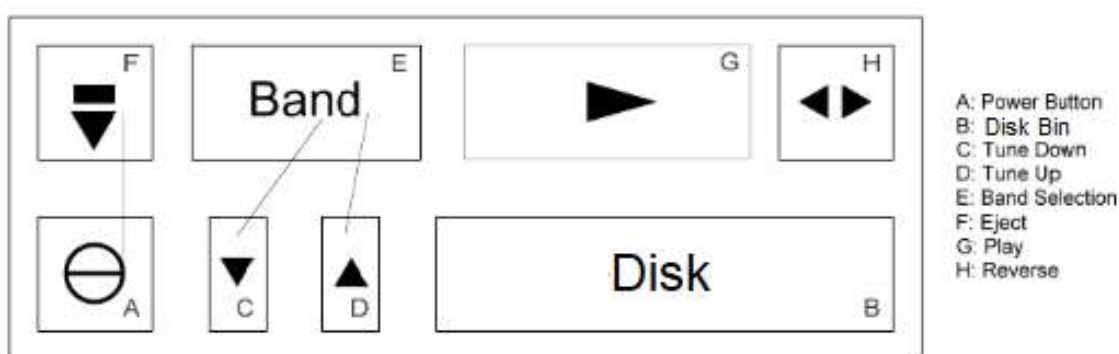 F
Band E
G
H
A
C
D
Disk B
A: Power Button
B: Disk Bin
C: Tune Down
D: Tune Up
E: Band Selection
F: Eject
G: Play
H: Reverse